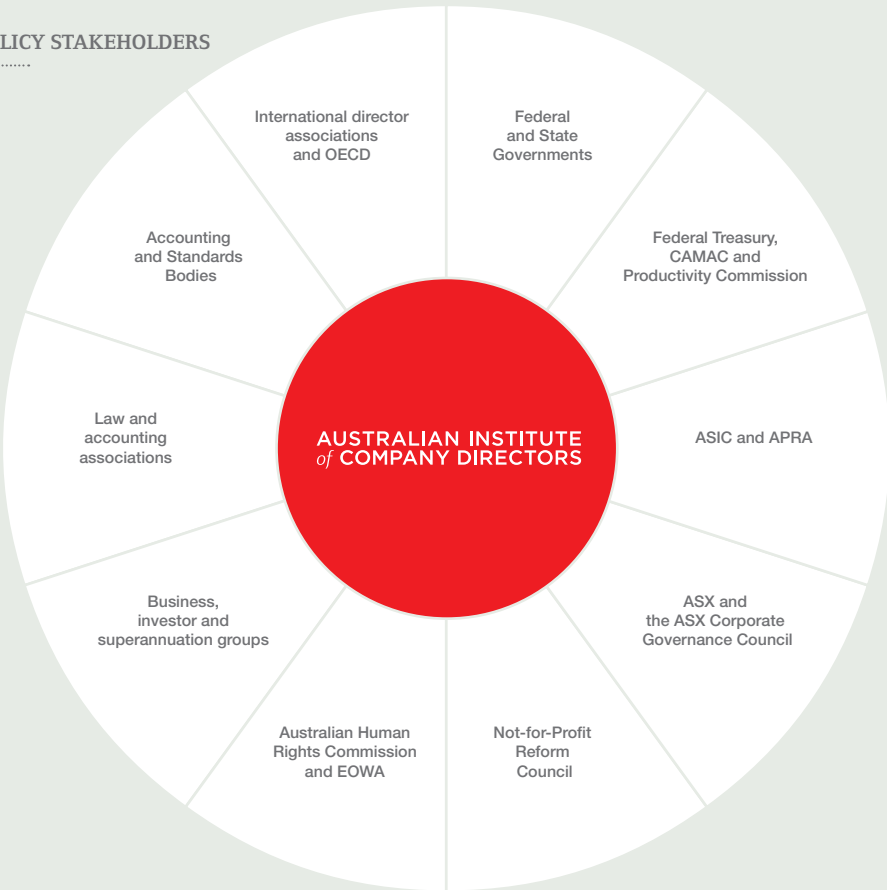 LICY STAKEHOLDERS
International director
associations
and OECD
Federal
and State
Governments
Accounting
and Standards
Bodies
Federal Treasury,
CAMAC and
Productivity Commission
Law and
accounting
associations
AUSTRALIAN INSTITUTE
of COMPANY DIRECTORS
ASIC and APRA
Business,
investor and
superannuation groups
ASX and
the ASX Corporate
Governance Council
Australian Human
Rights Commission
and EOWA
Not-for-Profit
Reform
Council